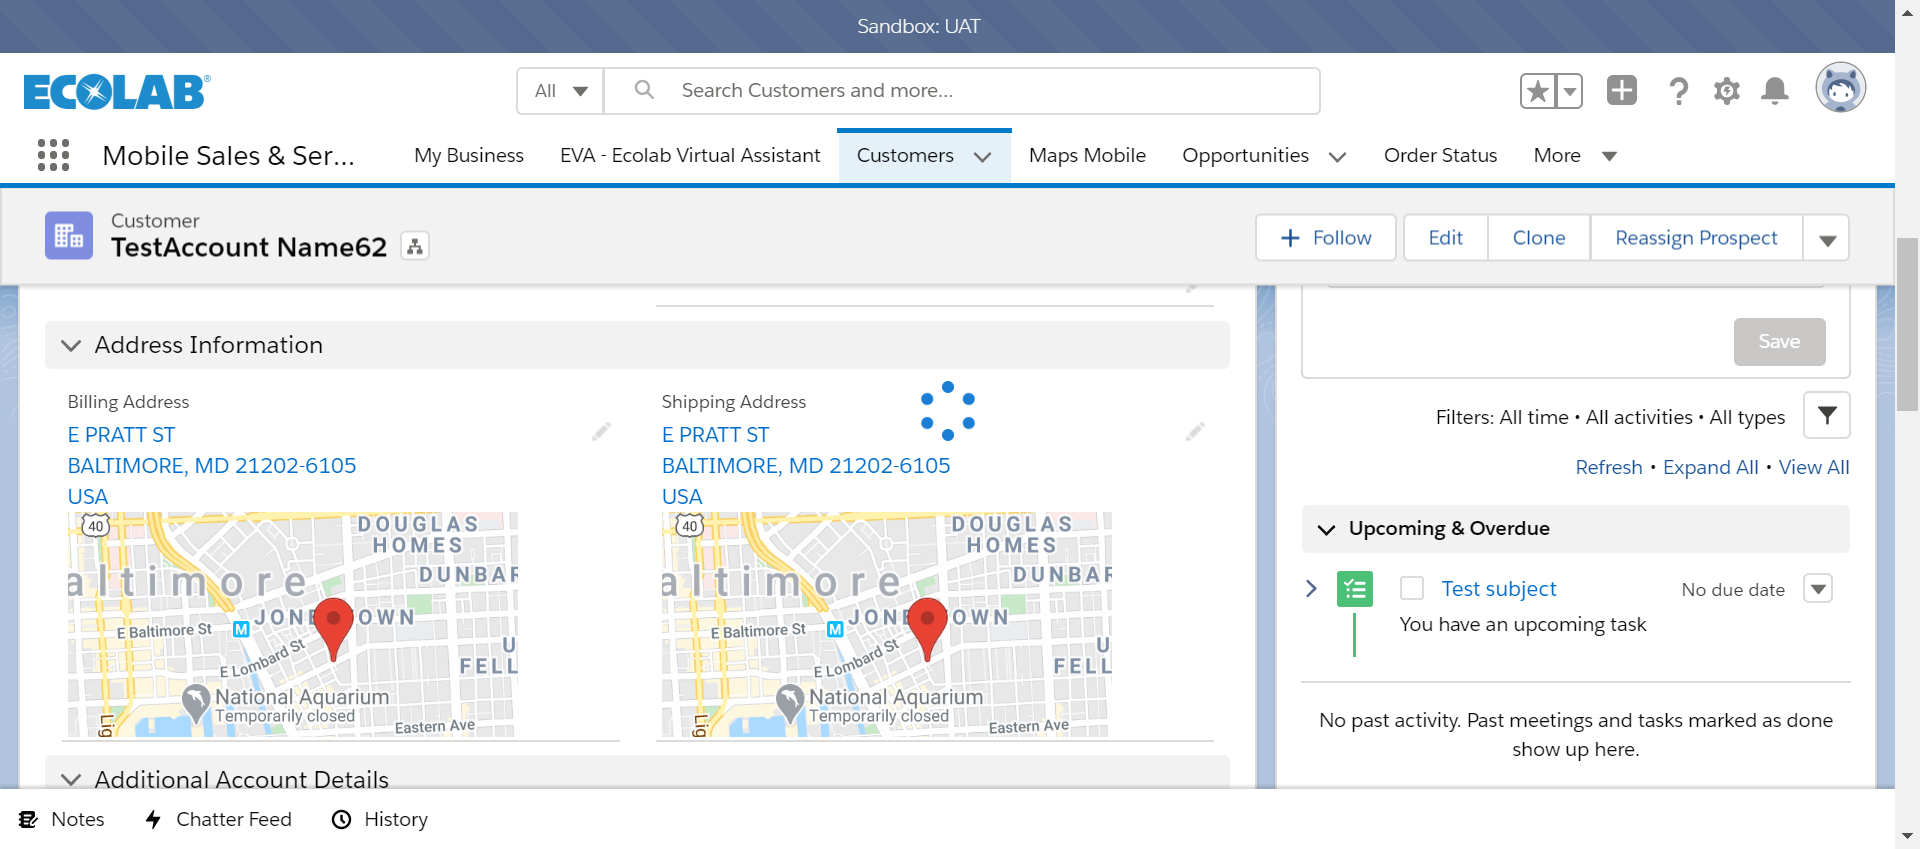 Sandbox: UAT
ECOLAB®
All
Search Customers and more...
Mobile Sales & Ser...
My Business
EVA - Ecolab Virtual Assistant
Customers
Maps Mobile
Opportunities
Order Status
More
Customer
TestAccount Name62
Follow
Edit
Clone
Reassign Prospect
Address Information
Billing Address
E PRATT ST
BALTIMORE, MD 21202-6105
USA
40
DOUGLAS
HOMES
altimore
DUNBAR
JONE
OWN
E Baltimore St
M
U
E Lombard St
FELL
National Aquarium
Temporarily closed
Lig
Eastern Ave
Shipping Address
E PRATT ST
BALTIMORE, MD 21202-6105
USA
40
DOUGLAS
HOMES
altimore
DUNBAR
JONE
OWN
E Baltimore St
M
U
E Lombard St
FELL
National Aquarium
Temporarily closed
Lig
Eastern Ave
Additional Account Details
Save
Filters: All time • All activities • All types
Refresh • Expand All • View All
Upcoming & Overdue
Test subject
No due date
You have an upcoming task
No past activity. Past meetings and tasks marked as done
show up here.
Notes
Chatter Feed
History